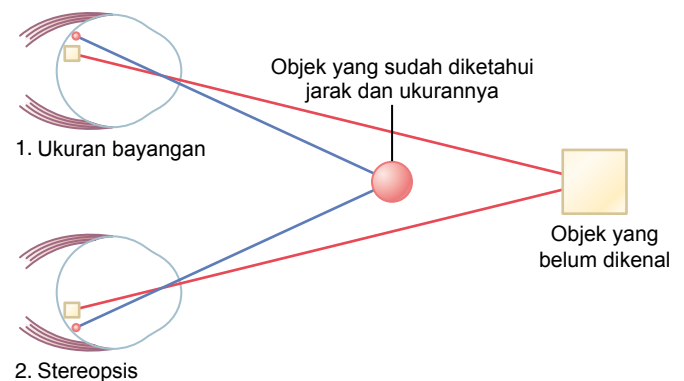 Objek yang sudah diketahui
jarak dan ukurannya
1. Ukuran bayangan
Objek yang
belum dikenal
2. Stereopsis